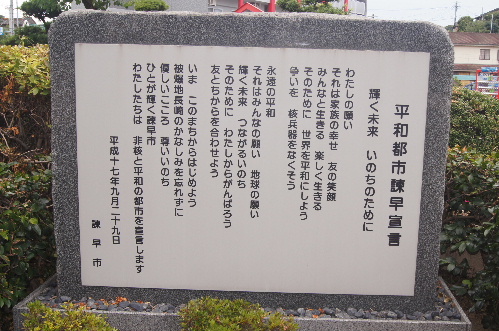 平和都市諫早宣言
輝く未来 いのちのために
わたしの願い
それは家族の幸せ 友の笑顔
みんなと生きる 楽しく生きる
そのために 世界を平和にしよう
争いを 核兵器をなくそう
永遠の平和
それはみんなの願い 地球の願い
輝く未来 つながるいのち
そのために わたしからがんばろう
友とちからを合わせよう
いま このまちからはじめよう
被爆地長崎のかなしみを忘れずに
優しいこころ 尊いいのち
ひとが輝く諫早市
わたしたちは 非核と平和の都市を宣言します
平成十七年九月二十九日
諫早市